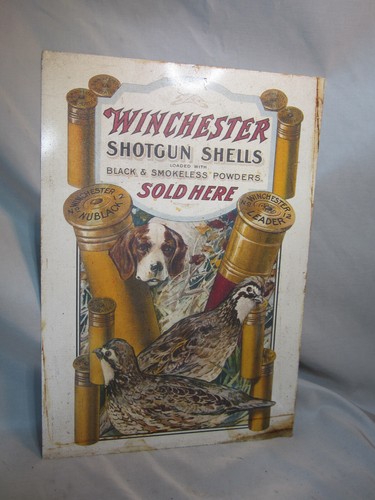 WINCHESTER
SHOTGUN SHELLS
LOADED WITH
BLACK & SMOKELESS POWDERS.
SOLD HERE
WINCHESTER
NUBLACK
WINCHESTER
LEADER